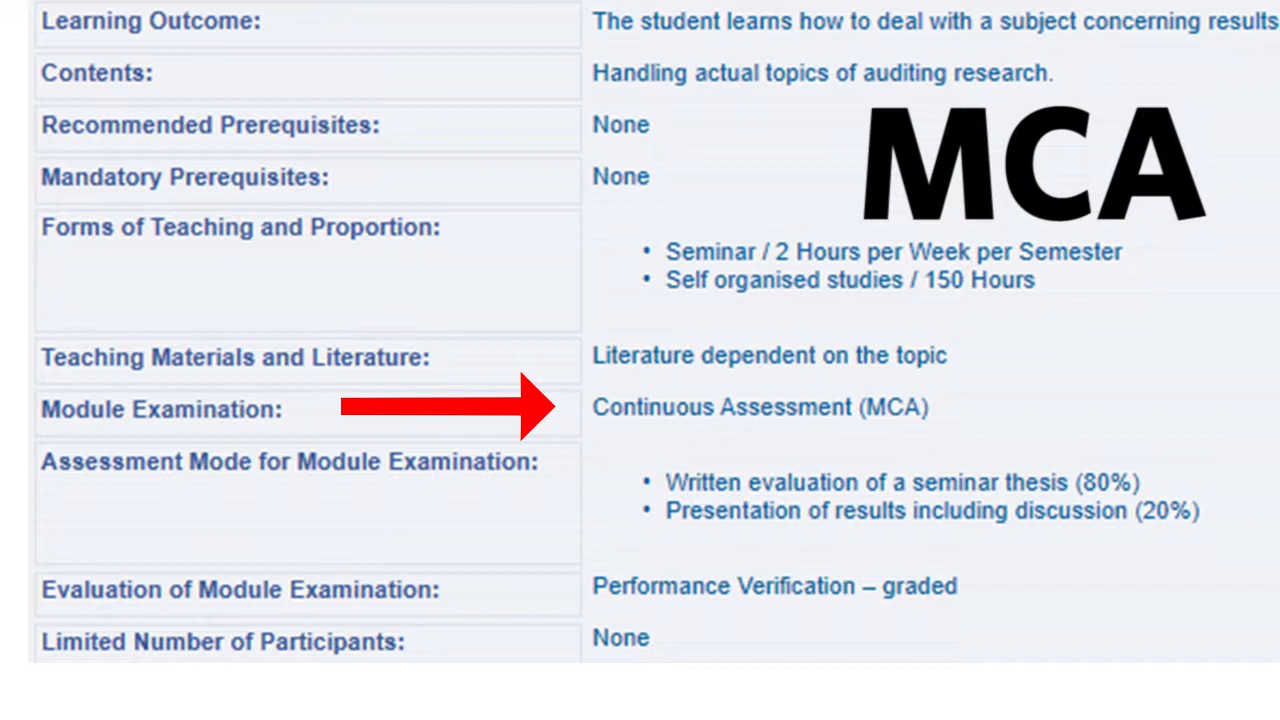 Learning Outcome: The student learns how to deal with a subject concerning results
Contents: Handling actual topics of auditing research.
MCA
Recommended Prerequisites: None
Mandatory Prerequisites: None
Forms of Teaching and Proportion:
• Seminar / 2 Hours per Week per Semester
• Self organised studies / 150 Hours
Teaching Materials and Literature: Literature dependent on the topic
Module Examination: Continuous Assessment (MCA)
Assessment Mode for Module Examination:
• Written evaluation of a seminar thesis (80%)
• Presentation of results including discussion (20%)
Evaluation of Module Examination: Performance Verification – graded
Limited Number of Participants: None